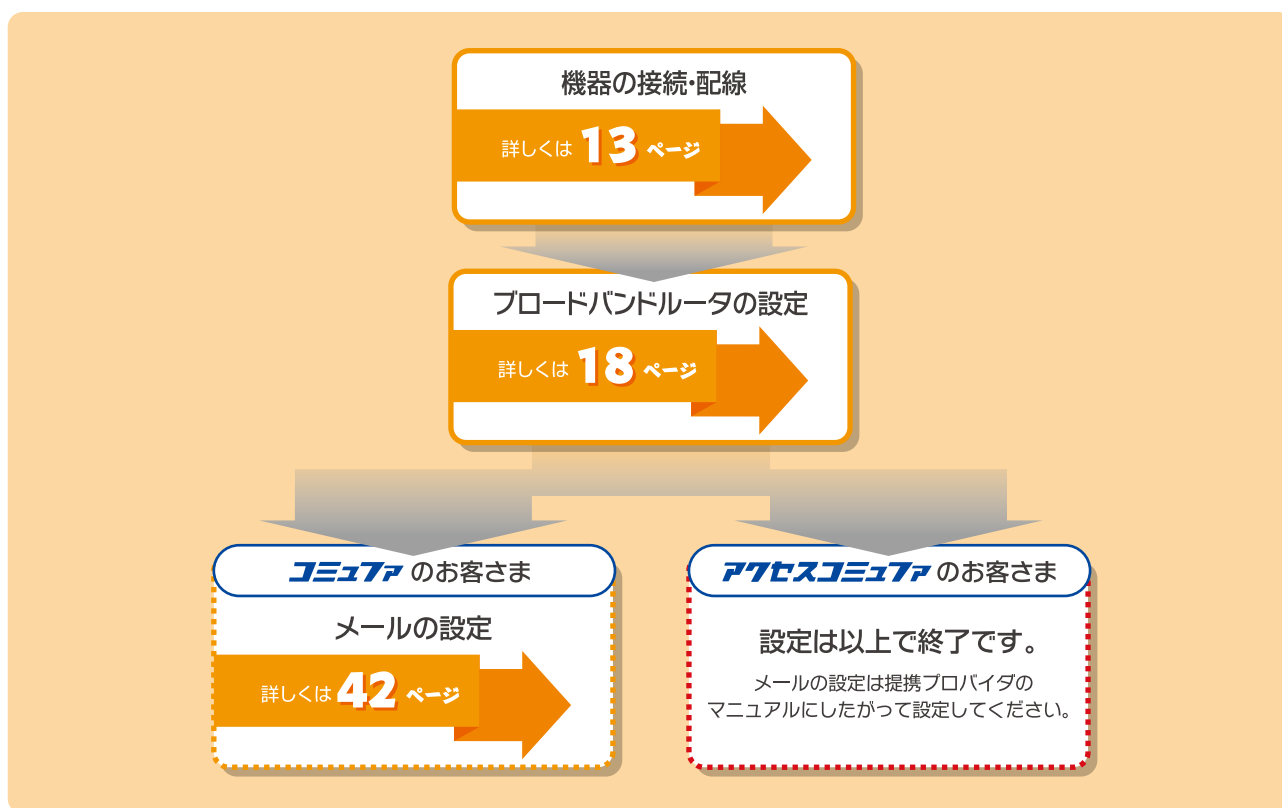 機器の接続・配線
詳しくは 13 ページ
ブロードバンドルータの設定
詳しくは 18 ページ
コミュファ のお客さま
メールの設定
詳しくは 42 ページ
アクセスコミュファ のお客さま
設定は以上で終了です。
メールの設定は提携プロバイダの
マニュアルにしたがって設定してください。